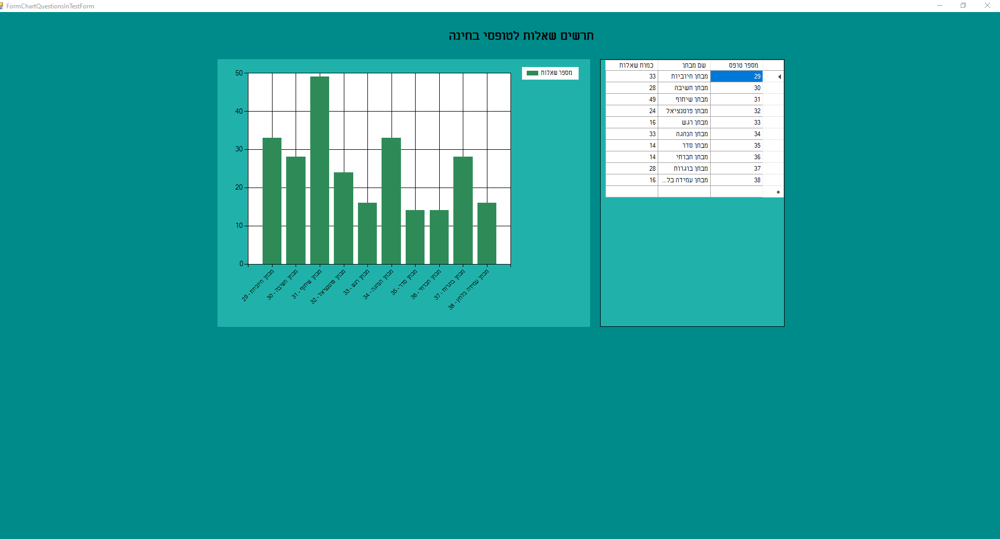 FormChartQuestionsInTestForm
תרשים שאלות לטופסי בחינה
מספר טופס שם מבחן כמות שאלות
29 מבחן חיוביות 33
30 מבחן חשיבה 28
31 מבחן שיתוף 49
32 מבחן פוטנציאל 24
33 מבחן רגש 16
34 מבחן הנהגה 33
35 מבחן סדר 14
36 מבחן חברתי 14
37 מבחן בוגרות 28
38 מבחן עמידה בל... 16
מספר שאלות
50
40
30
20
10
0
מבחן חיוביות - 29
מבחן חשיבה - 30
מבחן שיתוף - 31
מבחן פוטנציאל - 32
מבחן רגש - 33
מבחן הנהגה - 34
מבחן סדר - 35
מבחן חברתי - 36
מבחן בוגרות - 37
מבחן עמידה בלחץ - 38